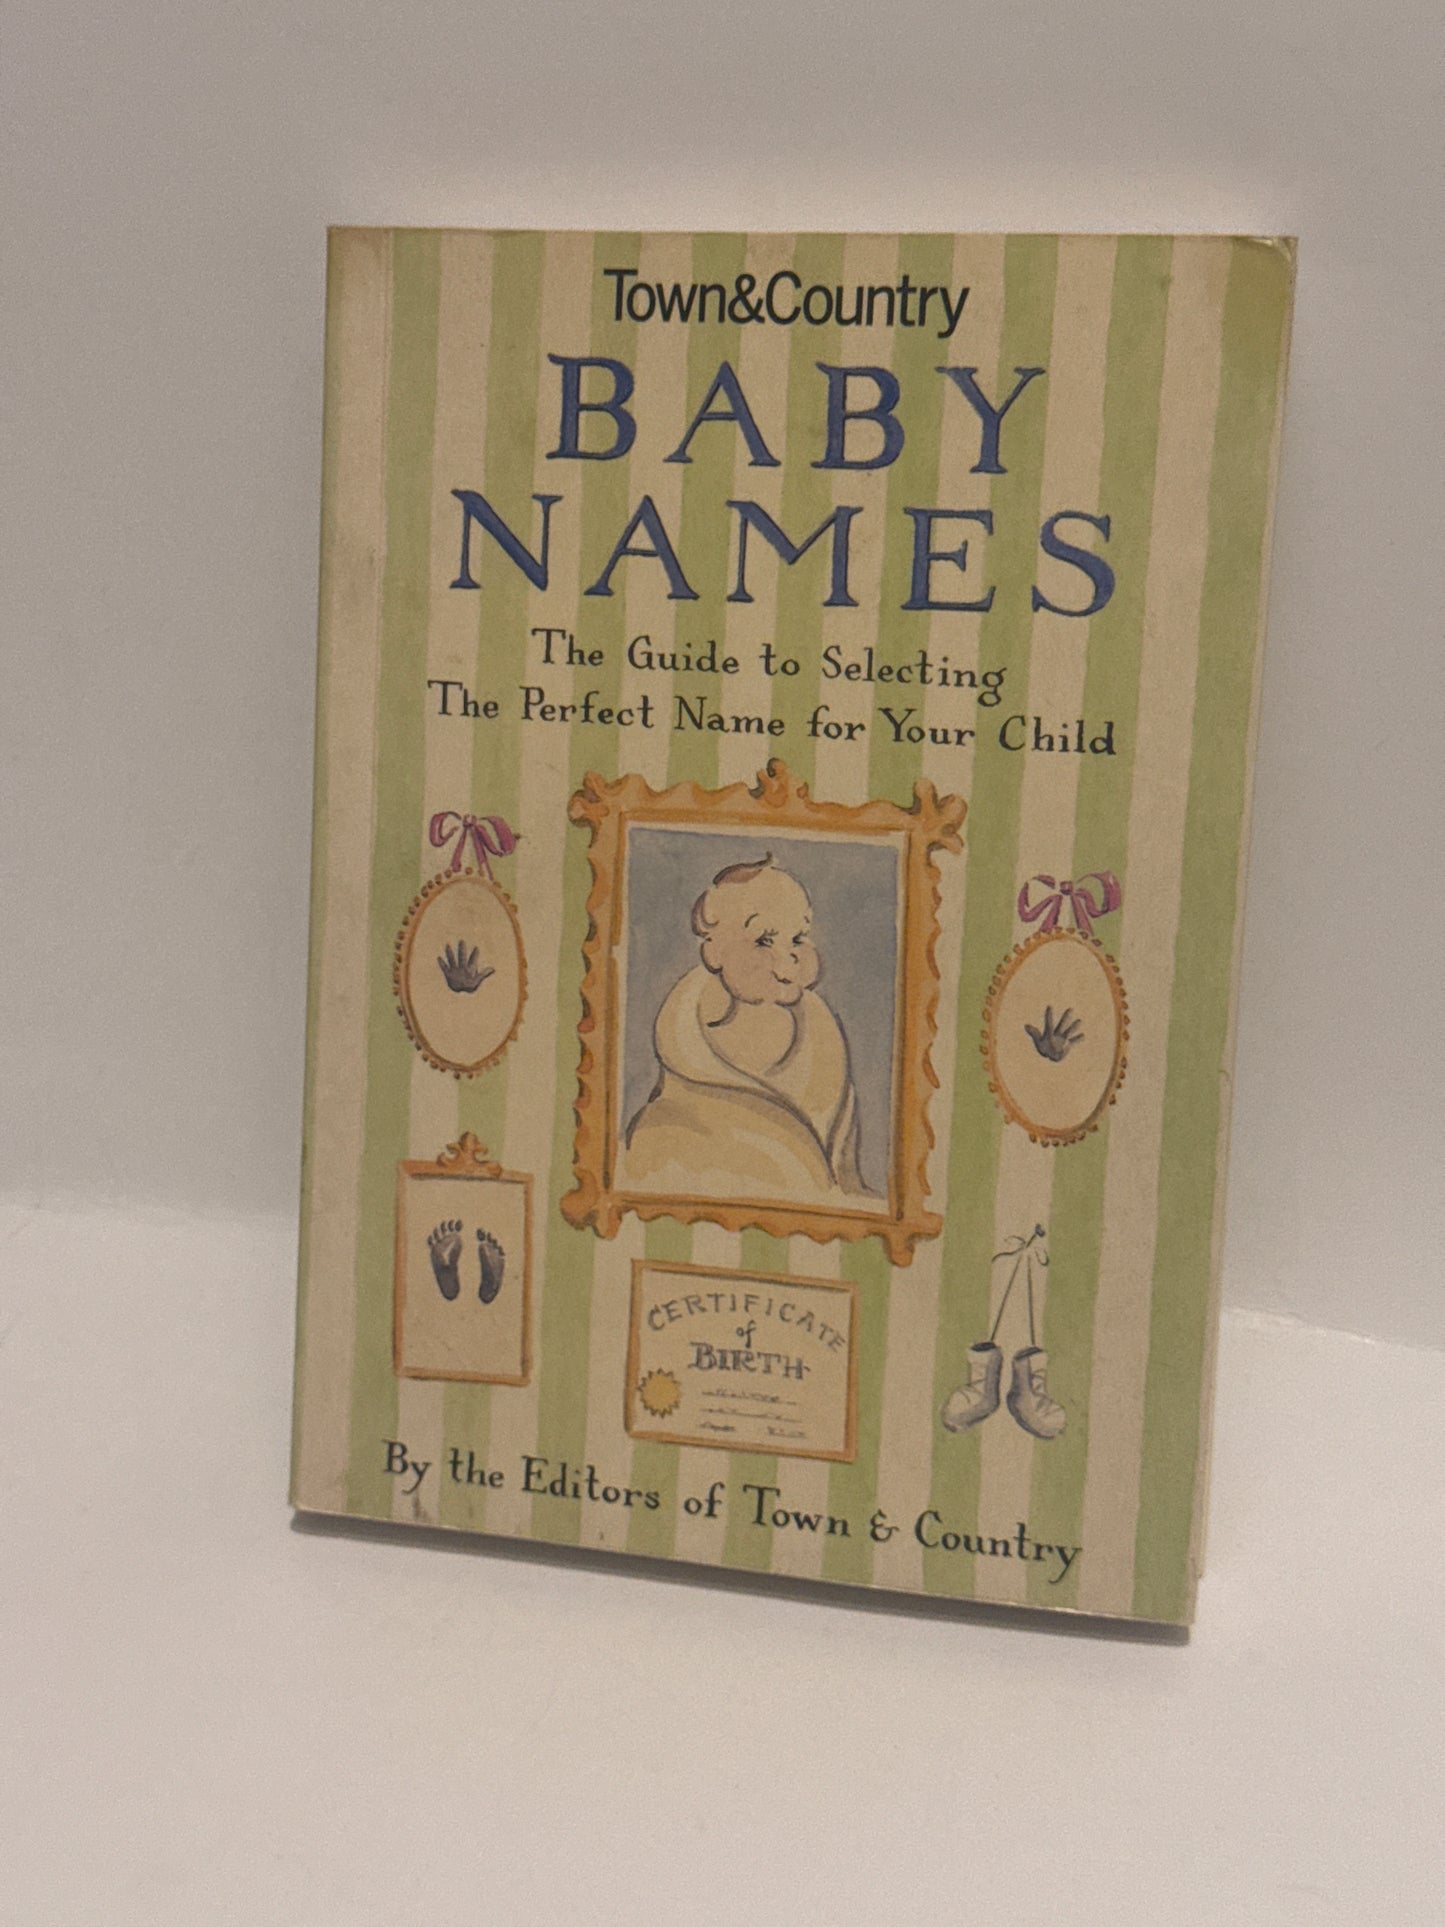 Town&Country
BABY
NAMES
The Guide to Selecting
The Perfect Name for Your Child
CERTIFICATE
of
BIRTH
By the Editors of Town & Country